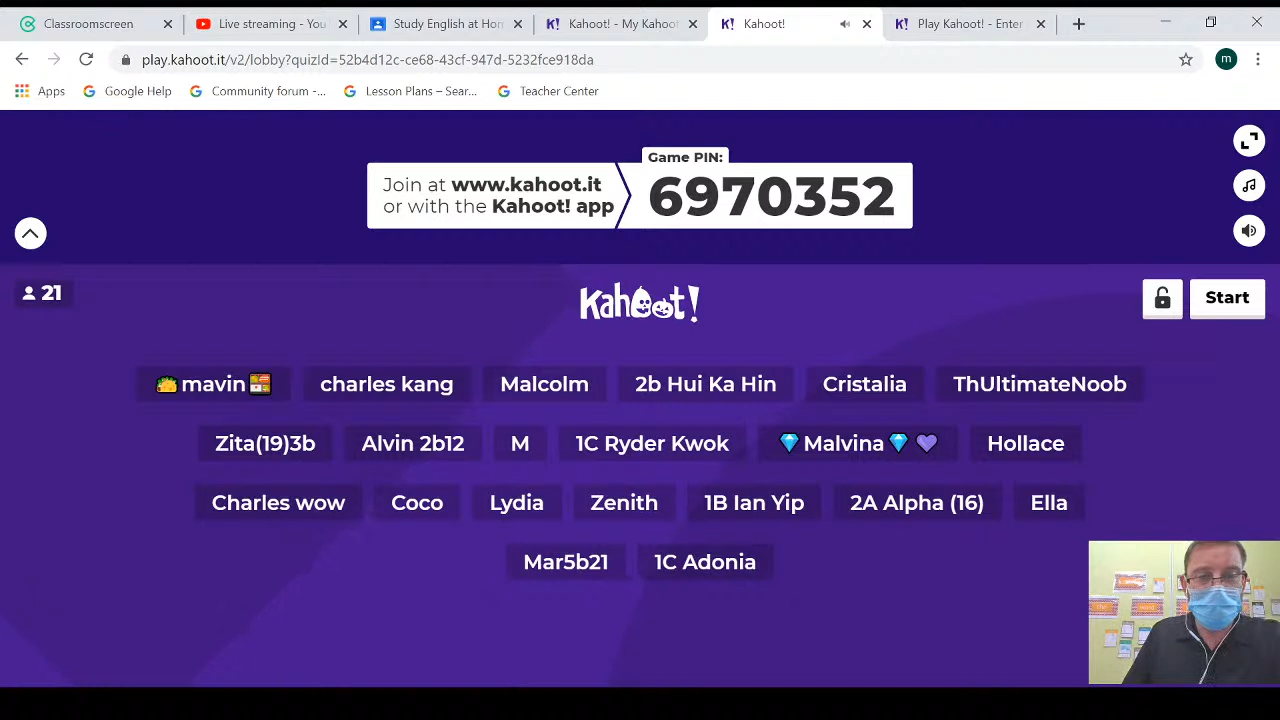 Classroomscreen
Live streaming - You
Study English at Hon
Kahoot! - My Kahoot
Kahoot!
Play Kahoot! - Enter
play.kahoot.it/v2/lobby?quizId=52b4d12c-ce68-43cf-947d-5232fce918da
m
Apps
Google Help
Community forum -...
Lesson Plans – Sear...
Teacher Center
Game PIN:
Join at www.kahoot.it
or with the Kahoot! app
6970352
21
Kahoot!
Start
mavin
charles kang
Malcolm
2b Hui Ka Hin
Cristalia
ThUltimateNoob
Zita(19)3b
Alvin 2b12
M
1C Ryder Kwok
Malvina
Hollace
Charles wow
Coco
Lydia
Zenith
1B Ian Yip
2A Alpha (16)
Ella
Mar5b21
1C Adonia